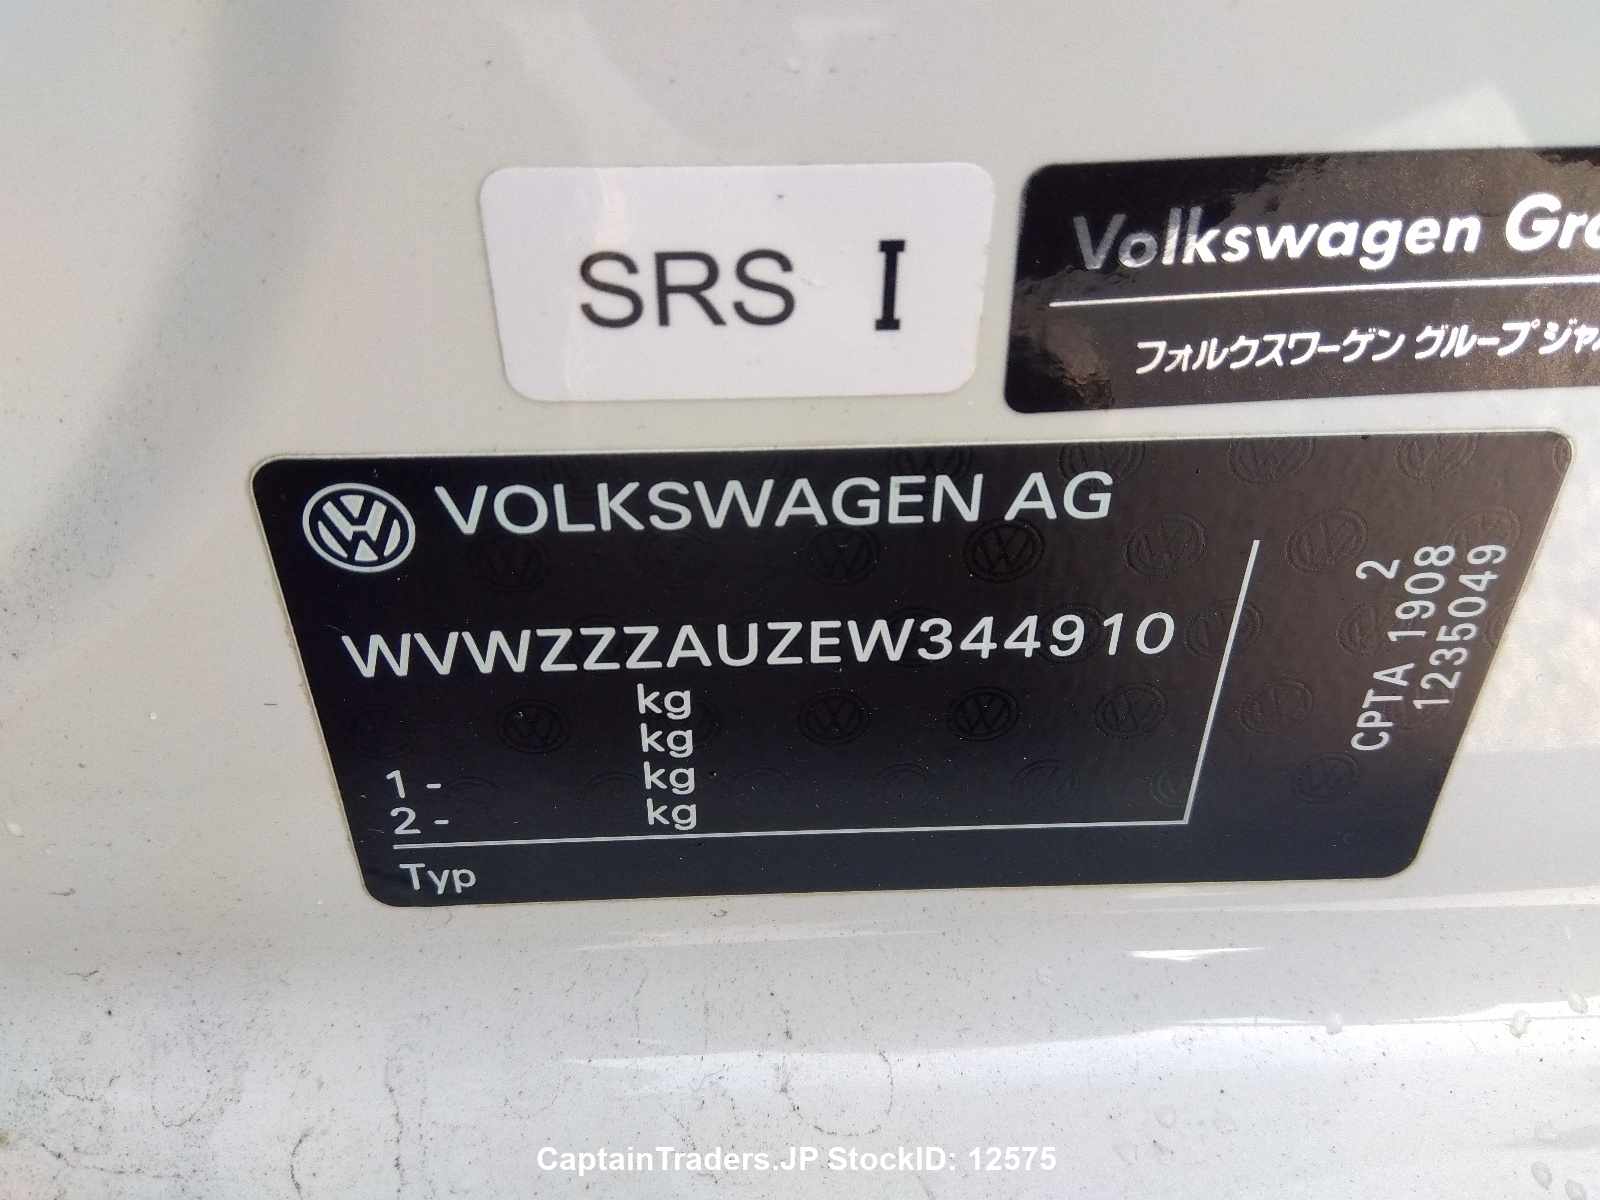 SRS I
Volkswagen Gro
フォルクスワーゲン グループ ジャ
VOLKSWAGEN AG
WVWZZZAUZEW344910
kg
kg
1 - kg
2 - kg
Typ
CPTA 1908 2
1235049
CaptainTraders.JP StockID: 12575